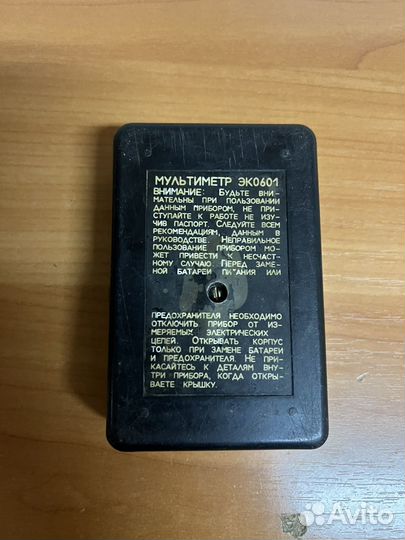 МУЛЬТИМЕТР ЭК0601
ВНИМАНИЕ: БУДЬТЕ ВНИ-
МАТЕЛЬНЫ ПРИ ПОЛЬЗОВАНИИ
ДАННЫМ ПРИБОРОМ, НЕ ПРИ-
СТУПАЙТЕ К РАБОТЕ НЕ ИЗУ-
ЧИВ ПАСПОРТ. СЛЕДУЙТЕ ВСЕМ
РЕКОМЕНДАЦИЯМ, ДАННЫМ В
РУКОВОДСТВЕ. НЕПРАВИЛЬНОЕ
ПОЛЬЗОВАНИЕ ПРИБОРОМ МО-
ЖЕТ ПРИВЕСТИ К НЕСЧАСТ-
НОМУ СЛУЧАЮ. ПЕРЕД ЗАМЕ-
НОЙ БАТАРЕИ ПИТАНИЯ ИЛИ
ПРЕДОХРАНИТЕЛЯ НЕОБХОДИМО
ОТКЛЮЧИТЬ ПРИБОР ОТ ИЗ-
МЕРЯЕМЫХ ЭЛЕКТРИЧЕСКИХ
ЦЕПЕЙ. ОТКРЫВАТЬ КОРПУС
ТОЛЬКО ПРИ ЗАМЕНЕ БАТАРЕИ
И ПРЕДОХРАНИТЕЛЯ. НЕ ПРИ-
КАСАЙТЕСЬ К ДЕТАЛЯМ ВНУ-
ТРИ ПРИБОРА, КОГДА ОТКРЫ-
ВАЕТЕ КРЫШКУ.
Avito